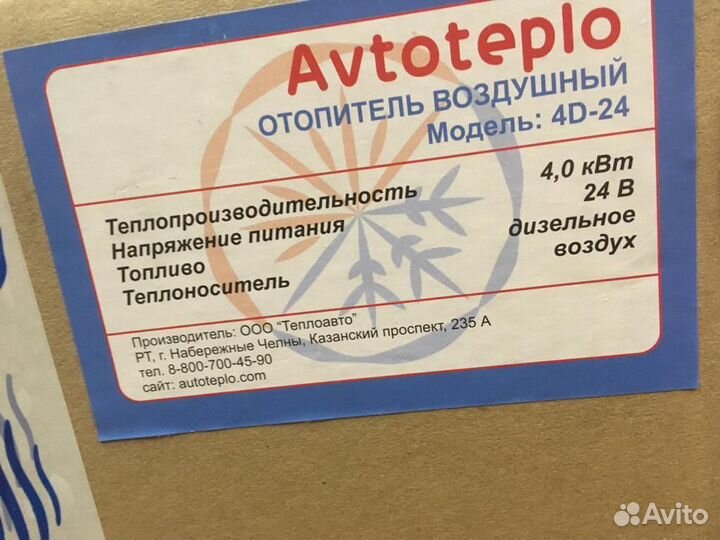 Avtoteplo
ОТОПИТЕЛЬ ВОЗДУШНЫЙ
Модель: 4D-24
Теплопроизводительность 4,0 кВт
Напряжение питания 24 В
Топливо дизельное
Теплоноситель воздух
Производитель: ООО "Теплоавто"
РТ, г. Набережные Челны, Казанский проспект, 235 А
тел. 8-800-700-45-90
сайт: autoteplo.com
Avito